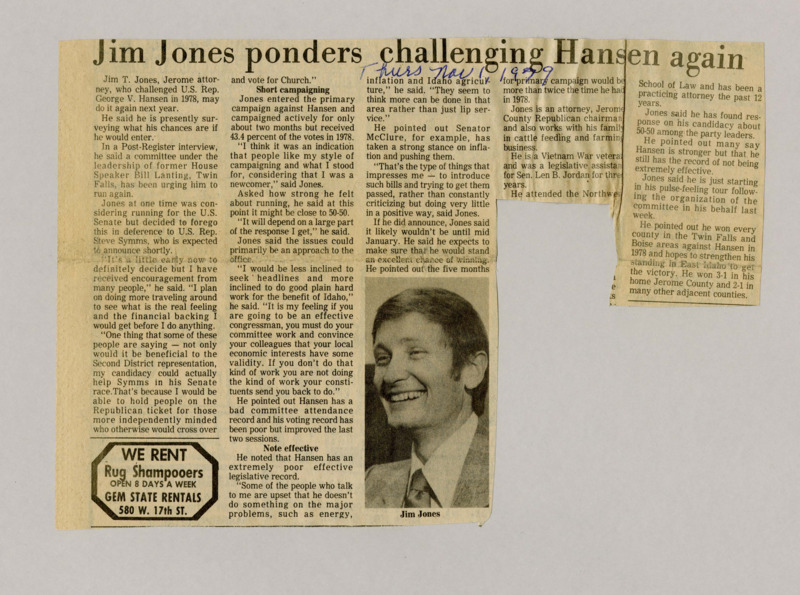 Jim Jones ponders challenging Hansen again
Thurs Nov 1, 1979
Jim T. Jones, Jerome attor-
ney, who challenged U.S. Rep.
George V. Hansen in 1978, may
do it again next year.
He said he is presently sur-
veying what his chances are if
he would enter.
In a Post-Register interview,
he said a committee under the
leadership of former House
Speaker Bill Lanting, Twin
Falls, has been urging him to
run again.
Jones at one time was con-
sidering running for the U.S.
Senate but decided to forego
this in deference to U.S. Rep.
Steve Symms, who is expected
to announce shortly.
"It's a little early now to
definitely decide but I have
received encouragement from
many people," he said. "I plan
on doing more traveling around
to see what is the real feeling
and the financial backing I
would get before I do anything.
"One thing that some of these
people are saying — not only
would it be beneficial to the
Second District representation,
my candidacy could actually
help Symms in his Senate
race.That's because I would be
able to hold people on the
Republican ticket for those
more independently minded
who otherwise would cross over
WE RENT
Rug Shampooers
OPEN 8 DAYS A WEEK
GEM STATE RENTALS
580 W. 17th ST.
and vote for Church."
Short campaigning
Jones entered the primary
campaign against Hansen and
campaigned actively for only
about two months but received
43.4 percent of the votes in 1978.
"I think it was an indication
that people like my style of
campaigning and what I stood
for, considering that I was a
newcomer," said Jones.
Asked how strong he felt
about running, he said at this
point it might be close to 50-50.
"It will depend on a large part
of the response I get," he said.
Jones said the issues could
primarily be an approach to the
office.
"I would be less inclined to
seek headlines and more
inclined to do good plain hard
work for the benefit of Idaho,"
he said. "It is my feeling if you
are going to be an effective
congressman, you must do your
committee work and convince
your colleagues that your local
economic interests have some
validity. If you don't do that
kind of work you are not doing
the kind of work your consti-
tuents send you back to do."
He pointed out Hansen has a
bad committee attendance
record and his voting record has
been poor but improved the last
two sessions.
Note effective
He noted that Hansen has an
extremely poor effective
legislative record.
"Some of the people who talk
to me are upset that he doesn't
do something on the major
problems, such as energy,
inflation and Idaho agricul-
ture," he said. "They seem to
think more can be done in that
area rather than just lip ser-
vice."
He pointed out Senator
McClure, for example, has
taken a strong stance on infla-
tion and pushing them.
"That's the type of things that
impresses me — to introduce
such bills and trying to get them
passed, rather than constantly
criticizing but doing very little
in a positive way, said Jones.
If he did announce, Jones said
it likely wouldn't be until mid
January. He said he expects to
make sure that he would stand
an excellent chance of winning.
He pointed out the five months
Jim Jones
for primary campaign would be
more than twice the time he had
in 1978.
Jones is an attorney, Jerome
County Republican chairman
and also works with his family
in cattle feeding and farming
business.
He is a Vietnam War veteran
and was a legislative assista
for Sen. Len B. Jordan for three
years.
He attended the Northwe
School of Law and has been a
practicing attorney the past 12
years.
Jones said he has found res-
ponse on his candidacy about
50-50 among the party leaders.
He pointed out many say
Hansen is stronger but that he
still has the record of not being
extremely effective.
Jones said he is just starting
in his pulse-feeling tour follow-
ing the organization of the
committee in his behalf last
week.
He pointed out he won every
county in the Twin Falls and
Boise areas against Hansen in
1978 and hopes to strengthen his
standing in East Idaho to get
the victory. He won 3-1 in his
home Jerome County and 2-1 in
many other adjacent counties.